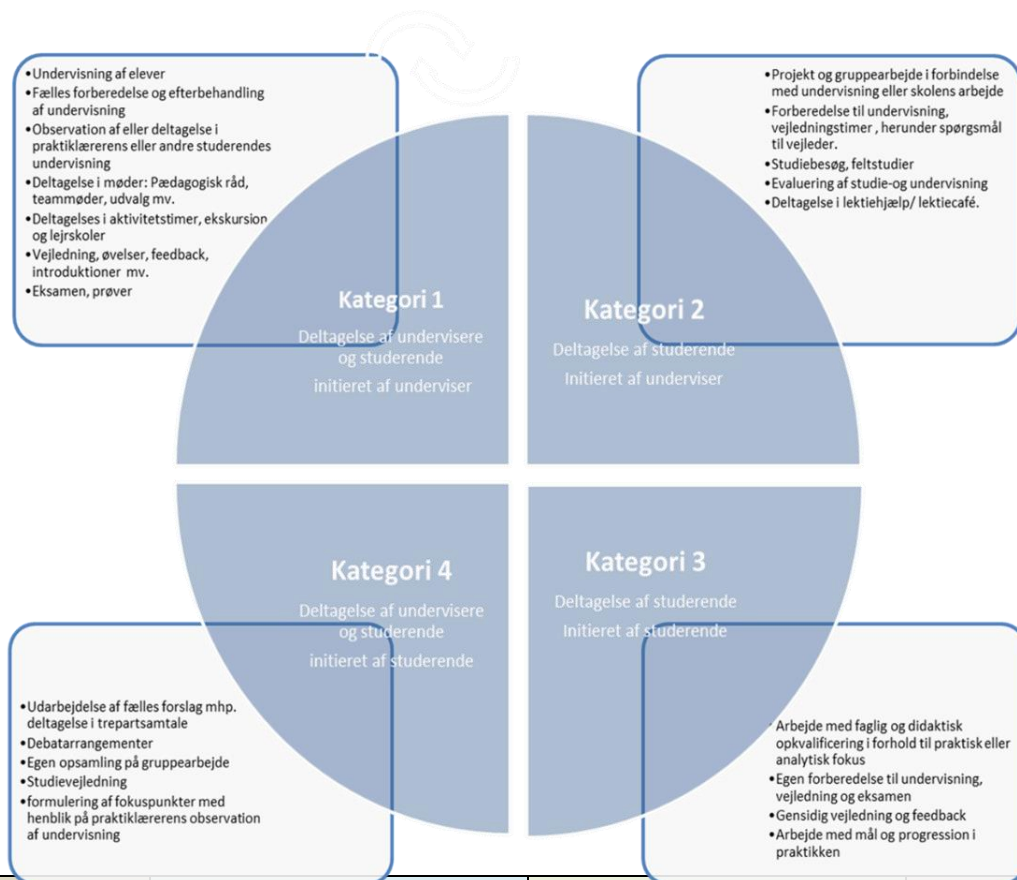 •Undervisning af elever
•Fælles forberedelse og efterbehandling
af undervisning
•Observation af eller deltagelse i
praktiklærerens eller andre studerendes
undervisning
•Deltagelse i møder: Pædagogisk råd,
teammøder, udvalg mv.
•Deltagelses i aktivitetstimer, ekskursion
og lejrskoler
•Vejledning, øvelser, feedback,
introduktioner mv.
•Eksamen, prøver
Kategori 1
Deltagelse af undervisere
og studerende
initieret af underviser
•Projekt og gruppearbejde i forbindelse
med undervisning eller skolens arbejde
•Forberedelse til undervisning,
vejledningstimer , herunder spørgsmål
til vejleder.
•Studiebesøg, feltstudier
•Evaluering af studie-og undervisning
•Deltagelse i lektiehjælp/ lektiecafé.
Kategori 2
Deltagelse af studerende
Initieret af underviser
Kategori 4
Deltagelse af undervisere
og studerende
initieret af studerende
•Udarbejdelse af fælles forslag mhp.
deltagelse i trepartsamtale
•Debatarrangementer
•Egen opsamling på gruppearbejde
•Studievejledning
•formulering af fokuspunkter med
henblik på praktiklærerens observation
af undervisning
Kategori 3
Deltagelse af studerende
Initieret af studerende
Arbejde med faglig og didaktisk
opkvalificering i forhold til praktisk eller
analytisk fokus
•Egen forberedelse til undervisning,
vejledning og eksamen
•Gensidig vejledning og feedback
•Arbejde med mål og progression i
praktikken